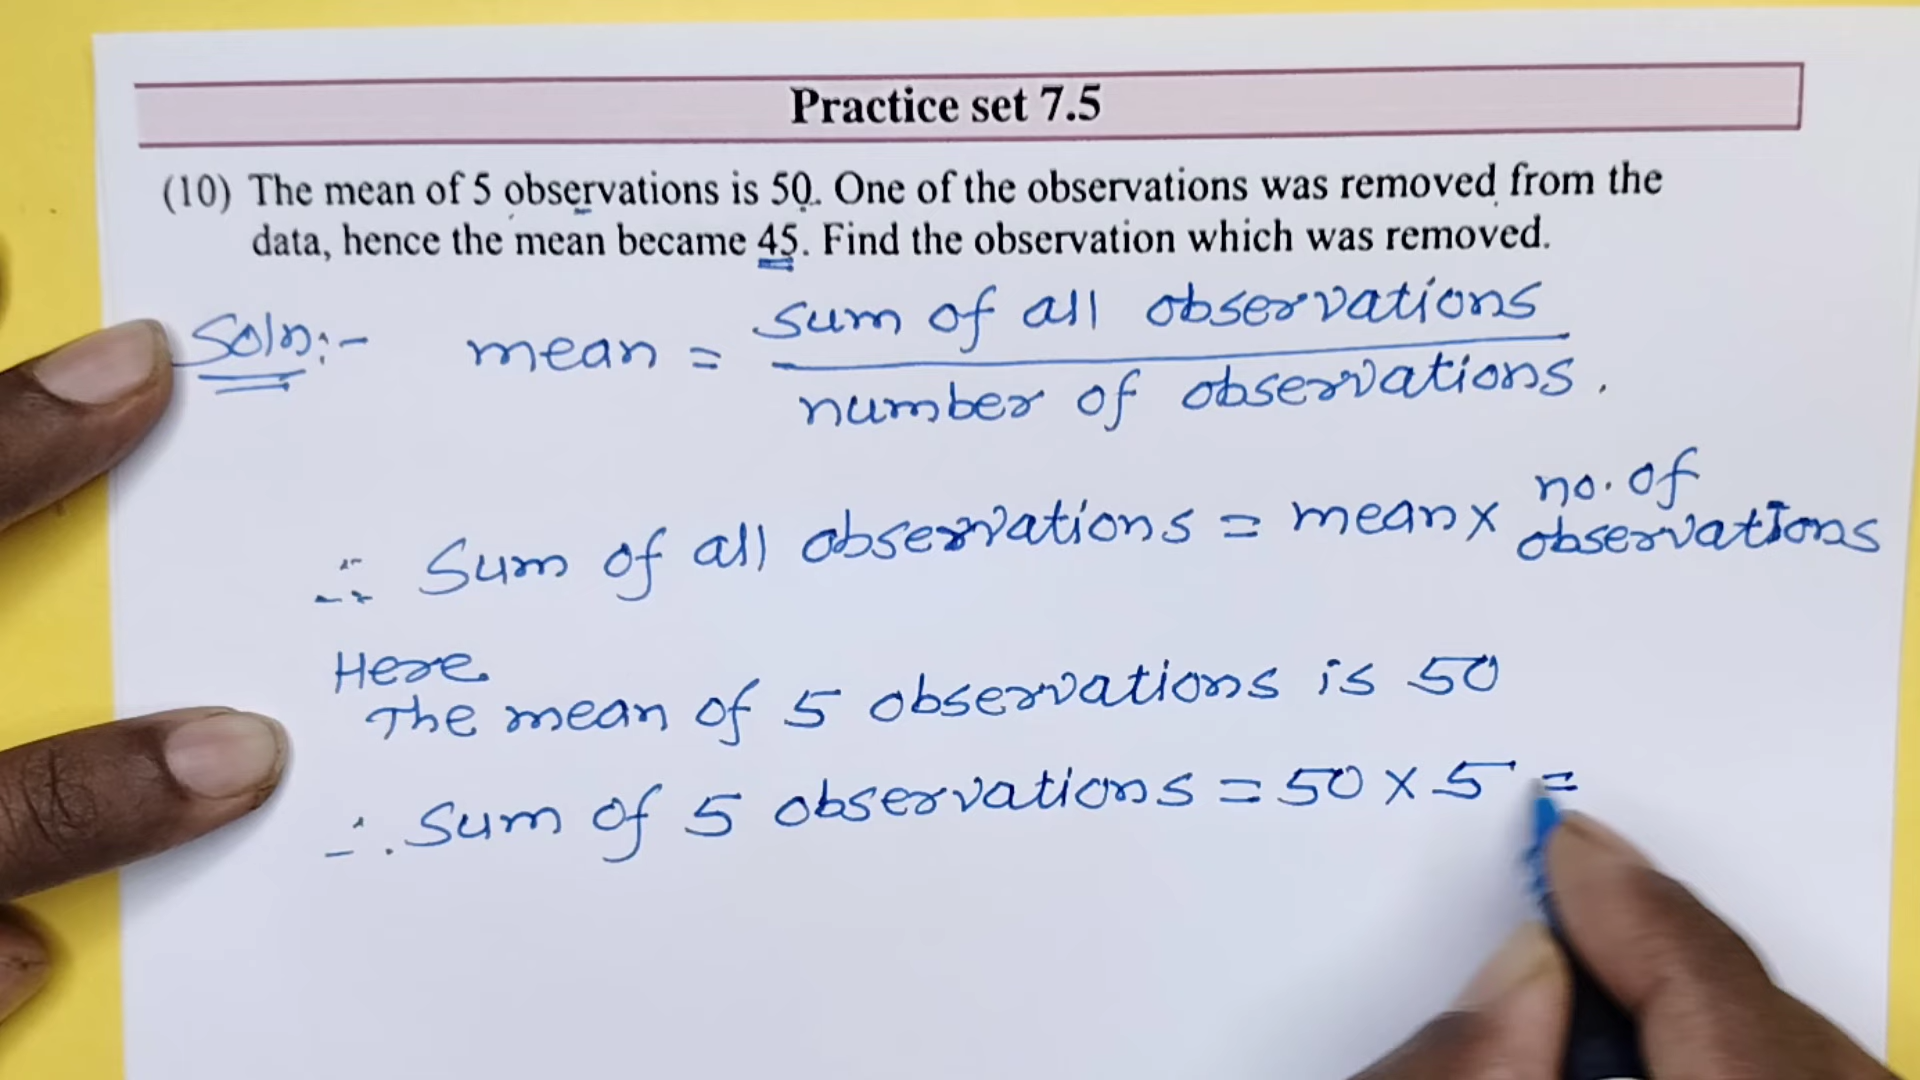 Practice set 7.5
(10) The mean of 5 observations is 50. One of the observations was removed from the
data, hence the mean became 45. Find the observation which was removed.
Soln:- mean = sum of all observations
number of observations.
∴ Sum of all observations = mean x no. of
observations
Here
The mean of 5 observations is 50
∴ Sum of 5 observations = 50 x 5 =